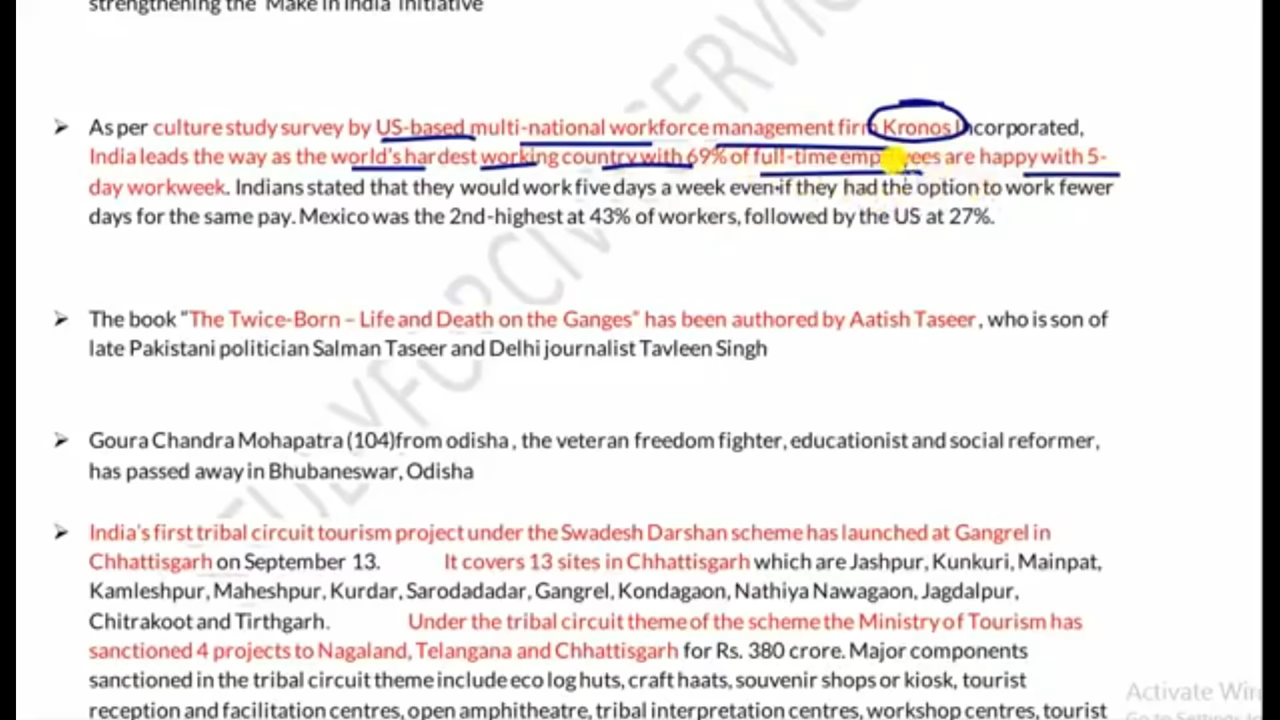 strengthening the 'Make in India' initiative
➢ As per culture study survey by US-based multi-national workforce management firm Kronos Incorporated,
India leads the way as the world's hardest working country with 69% of full-time employees are happy with 5-
day workweek. Indians stated that they would work five days a week even if they had the option to work fewer
days for the same pay. Mexico was the 2nd-highest at 43% of workers, followed by the US at 27%.
➢ The book "The Twice-Born – Life and Death on the Ganges" has been authored by Aatish Taseer, who is son of
late Pakistani politician Salman Taseer and Delhi journalist Tavleen Singh
➢ Goura Chandra Mohapatra (104)from odisha, the veteran freedom fighter, educationist and social reformer,
has passed away in Bhubaneswar, Odisha
➢ India's first tribal circuit tourism project under the Swadesh Darshan scheme has launched at Gangrel in
Chhattisgarh on September 13. It covers 13 sites in Chhattisgarh which are Jashpur, Kunkuri, Mainpat,
Kamleshpur, Maheshpur, Kurdar, Sarodadadar, Gangrel, Kondagaon, Nathiya Nawagaon, Jagdalpur,
Chitrakoot and Tirthgarh. Under the tribal circuit theme of the scheme the Ministry of Tourism has
sanctioned 4 projects to Nagaland, Telangana and Chhattisgarh for Rs. 380 crore. Major components
sanctioned in the tribal circuit theme include eco log huts, craft haats, souvenir shops or kiosk, tourist
reception and facilitation centres, open amphitheatre, tribal interpretation centres, workshop centres, tourist
Activate Win